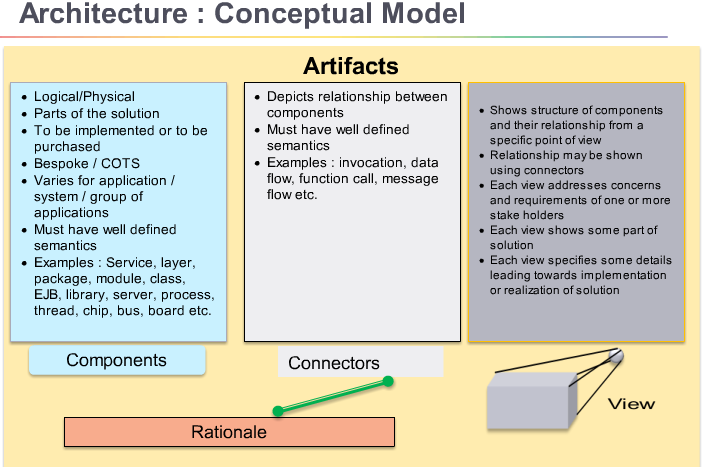 Architecture : Conceptual Model
Artifacts
• Logical/Physical
• Parts of the solution
• To be implemented or to be
purchased
• Bespoke / COTS
• Varies for application /
system / group of
applications
• Must have well defined
semantics
• Examples : Service, layer,
package, module, class,
EJB, library, server, process,
thread, chip, bus, board etc.
Components
• Depicts relationship between
components
• Must have well defined
semantics
• Examples : invocation, data
flow, function call, message
flow etc.
Connectors
• Shows structure of components
and their relationship from a
specific point of view
• Relationship may be shown
using connectors
• Each view addresses concerns
and requirements of one or more
stake holders
• Each view shows some part of
solution
• Each view specifies some details
leading towards implementation
or realization of solution
View
Rationale